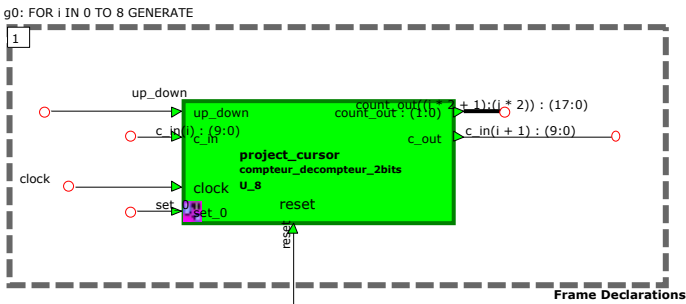 g0: FOR i IN 0 TO 8 GENERATE
1
up_down
up_down
count_out((i * 2 + 1):(i * 2)) : (17:0)
count_out : (1:0)
c_in(i) : (9:0)
c_in
c_out
c_in(i + 1) : (9:0)
project_cursor
compteur_decompteur_2bits
U_8
clock
clock
set_0
set_0
reset
reset
Frame Declarations